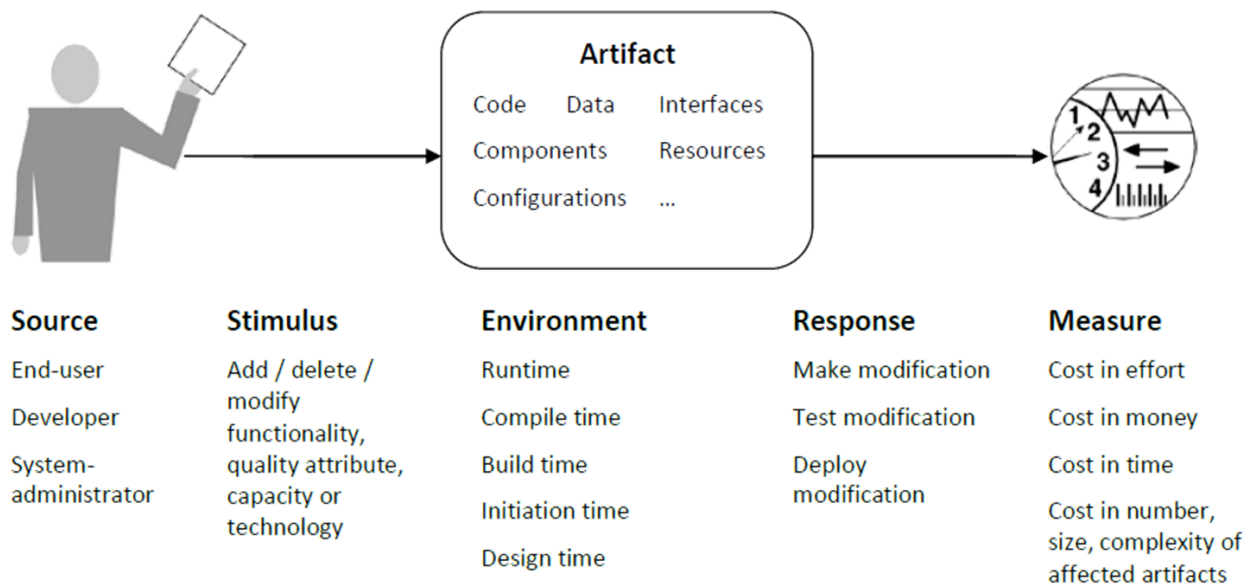 Artifact
Code Data Interfaces
Components Resources
Configurations ...
1
2
3
4
Source
End-user
Developer
System-
administrator
Stimulus
Add / delete /
modify
functionality,
quality attribute,
capacity or
technology
Environment
Runtime
Compile time
Build time
Initiation time
Design time
Response
Make modification
Test modification
Deploy
modification
Measure
Cost in effort
Cost in money
Cost in time
Cost in number,
size, complexity of
affected artifacts